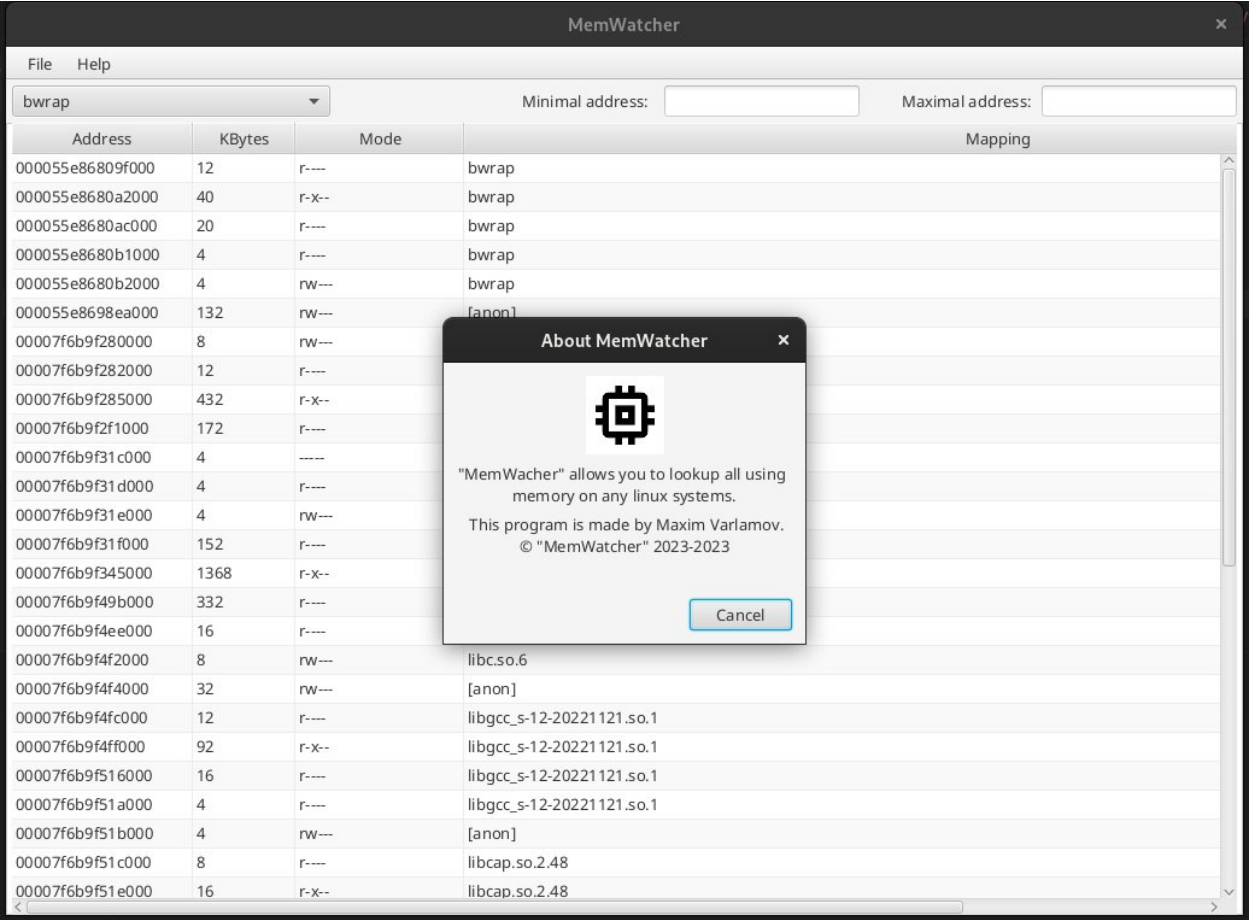 MemWatcher
File Help
bwrap Minimal address: Maximal address:
Address KBytes Mode Mapping
000055e86809f000 12 r---- bwrap
000055e8680a2000 40 r-x-- bwrap
000055e8680ac000 20 r---- bwrap
000055e8680b1000 4 r---- bwrap
000055e8680b2000 4 rw--- bwrap
000055e8698ea000 132 rw--- [anon]
00007f6b9f280000 8 rw---
00007f6b9f282000 12 r----
00007f6b9f285000 432 r-x--
00007f6b9f2f1000 172 r----
00007f6b9f31c000 4 -----
00007f6b9f31d000 4 r----
00007f6b9f31e000 4 rw---
00007f6b9f31f000 152 r----
00007f6b9f345000 1368 r-x--
00007f6b9f49b000 332 r----
00007f6b9f4ee000 16 r----
00007f6b9f4f2000 8 rw--- libc.so.6
00007f6b9f4f4000 32 rw--- [anon]
00007f6b9f4fc000 12 r---- libgcc_s-12-20221121.so.1
00007f6b9f4ff000 92 r-x-- libgcc_s-12-20221121.so.1
00007f6b9f516000 16 r---- libgcc_s-12-20221121.so.1
00007f6b9f51a000 4 r---- libgcc_s-12-20221121.so.1
00007f6b9f51b000 4 rw--- [anon]
00007f6b9f51c000 8 r---- libcap.so.2.48
00007f6b9f51e000 16 r-x-- libcap.so.2.48
About MemWatcher
"MemWacher" allows you to lookup all using
memory on any linux systems.
This program is made by Maxim Varlamov.
© "MemWatcher" 2023-2023
Cancel